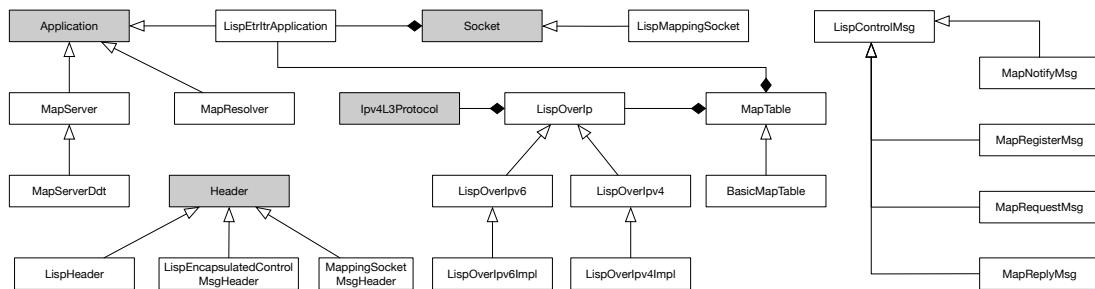 Application
LispEtrItrApplication
Socket
LispMappingSocket
LispControlMsg
MapNotifyMsg
MapServer
MapResolver
Ipv4L3Protocol
LispOverIp
MapTable
MapRegisterMsg
MapServerDdt
Header
LispOverIpv6
LispOverIpv4
BasicMapTable
MapRequestMsg
LispHeader
LispEncapsulatedControl
MsgHeader
MappingSocket
MsgHeader
LispOverIpv6Impl
LispOverIpv4Impl
MapReplyMsg